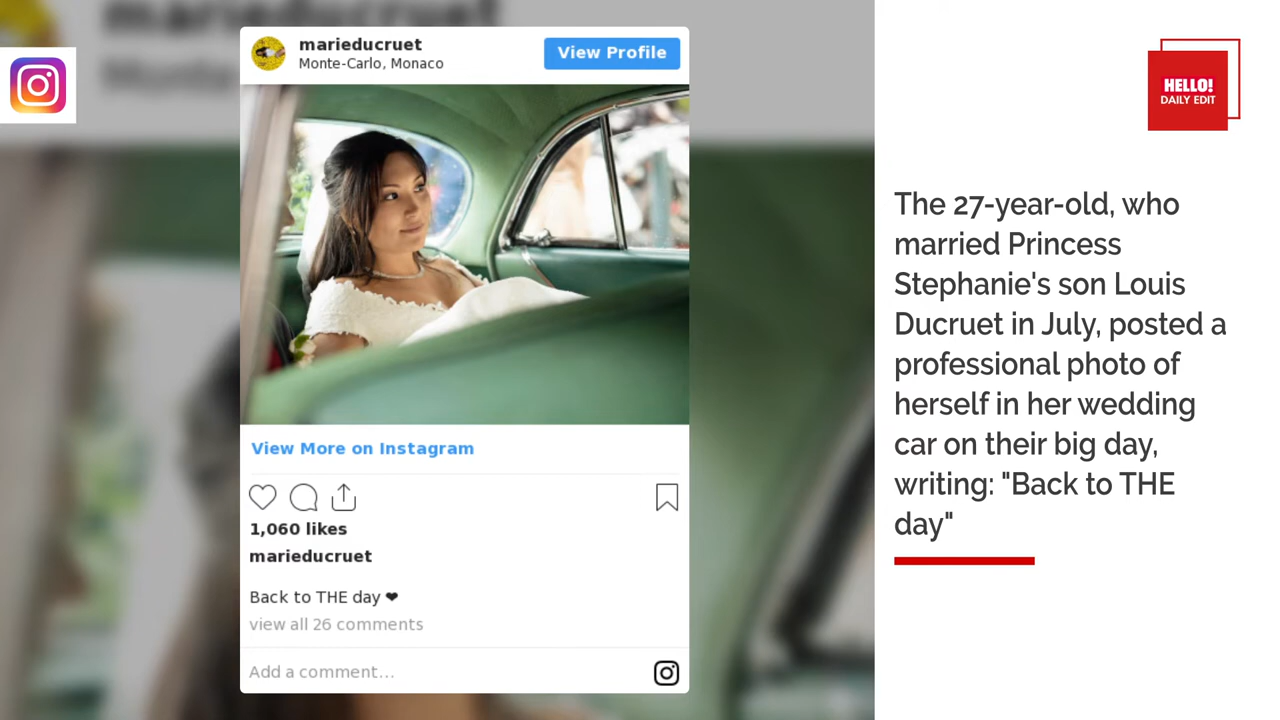 marieducruet
marieducruet
Monte-Carlo, Monaco
View Profile
View More on Instagram
1,060 likes
marieducruet
Back to THE day ❤
view all 26 comments
Add a comment...
HELLO!
DAILY EDIT
The 27-year-old, who
married Princess
Stephanie's son Louis
Ducruet in July, posted a
professional photo of
herself in her wedding
car on their big day,
writing: "Back to THE
day"